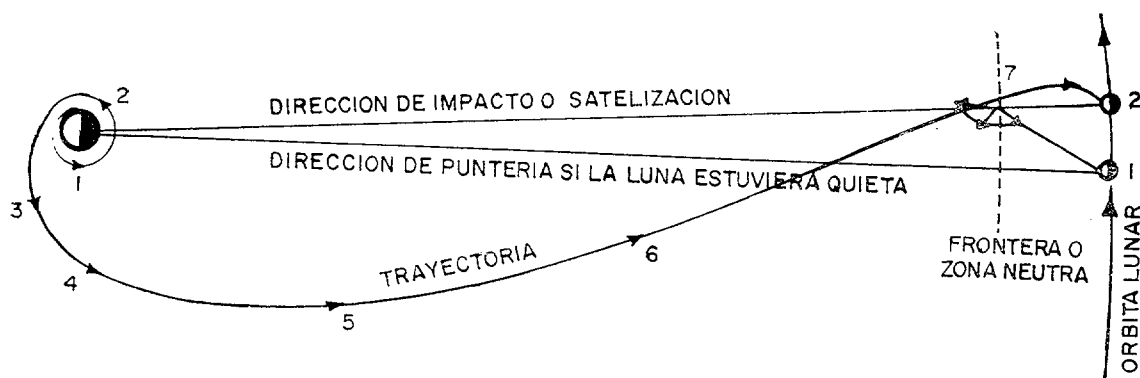 2
7
DIRECCION DE IMPACTO O SATELIZACION
2
1
DIRECCION DE PUNTERIA SI LA LUNA ESTUVIERA QUIETA
1
3
TRAYECTORIA
6
FRONTERA O
ZONA NEUTRA
ORBITA LUNAR
4
5